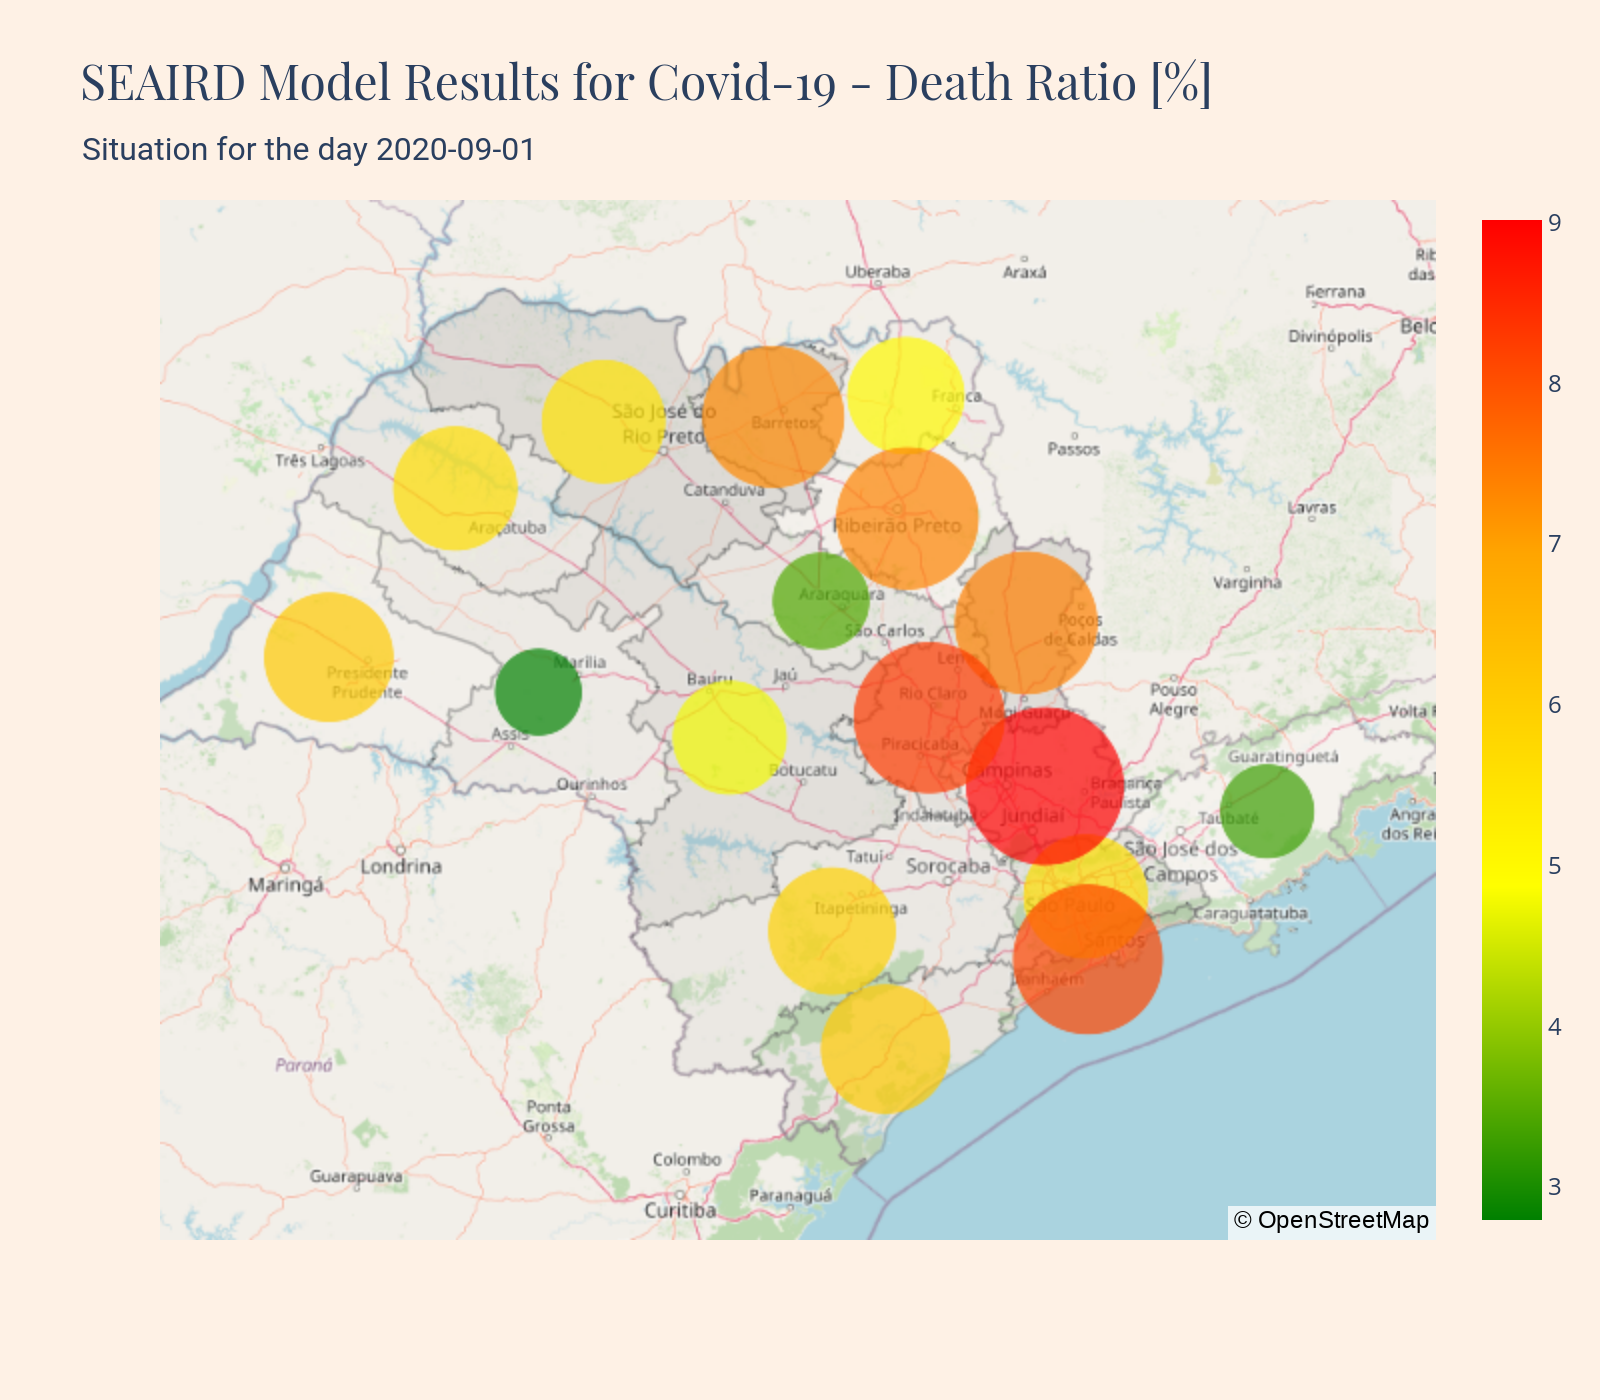 SEAIRD Model Results for Covid-19 - Death Ratio [%]
Situation for the day 2020-09-01
Uberaba
Araxá
das
Ferrana
Divinópolis
9
8
7
6
5
4
3
Franca
São José do
Rio Preto
Barretos
Passos
Três Lagoas
Catanduva
Lavras
Araçatuba
Ribeirão Preto
Varginha
Araraquara
São Carlos
Poços
de Caldas
Marília
Presidente
Prudente
Bauru
Jaú
Rio Claro
Pouso
Alegre
Mogi Guaçu
Volta
Assis
Piracicaba
Guaratinguetá
Ourinhos
Botucatu
Campinas
Bragança
Paulista
Indaiatuba
Jundiaí
Taubaté
Angra
dos Rei
Londrina
Maringá
Tatuí
Sorocaba
São José dos
Campos
Itapetininga
São Paulo
Caraguatatuba
Santos
Itanhaém
Paraná
Ponta
Grossa
Colombo
Guarapuava
Paranaguá
Curitiba
© OpenStreetMap